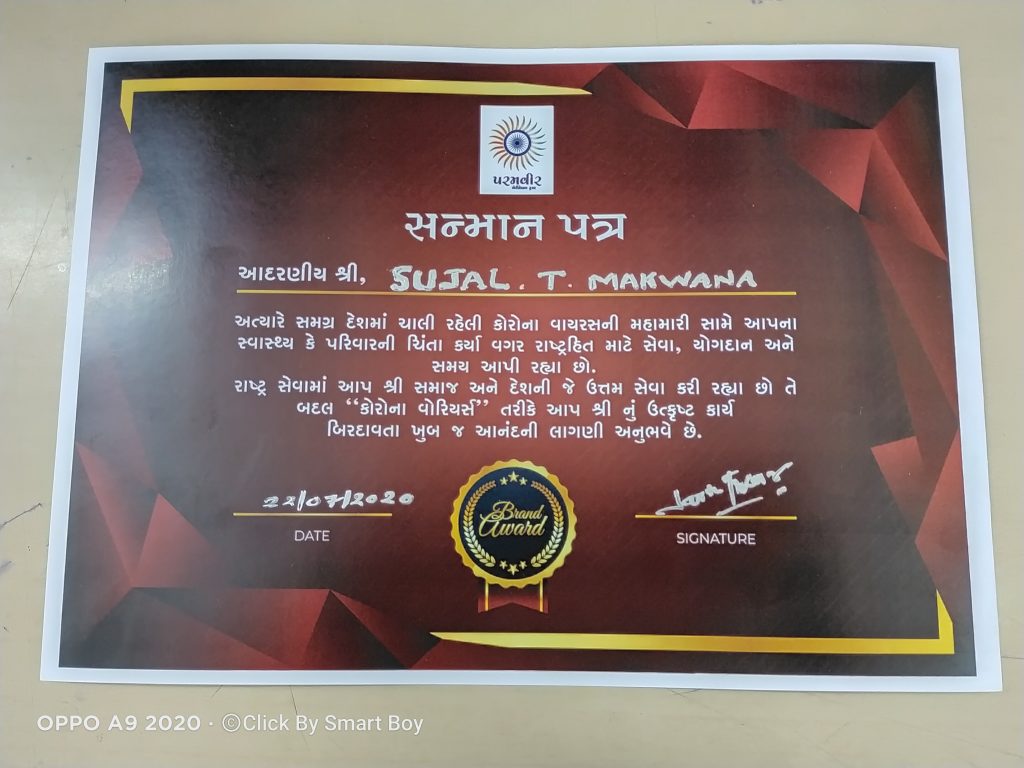 પરમવીર
સન્માન પત્ર
આદરણીય શ્રી, SUJAL. T. MAKWANA
અત્યારે સમગ્ર દેશમાં ચાલી રહેલી કોરોના વાયરસની મહામારી સામે આપના
સ્વાસ્થ્ય કે પરિવારની ચિંતા કર્યા વગર રાષ્ટ્રહિત માટે સેવા, યોગદાન અને
સમય આપી રહ્યા છો.
રાષ્ટ્ર સેવામાં આપ શ્રી સમાજ અને દેશની જે ઉત્તમ સેવા કરી રહ્યા છો તે
બદલ “કોરોના વોરિયર્સ” તરીકે આપ શ્રી નું ઉત્કૃષ્ટ કાર્ય
બિરદાવતા ખુબ જ આનંદની લાગણી અનુભવે છે.
22/07/2020
DATE
Brand
Award
SIGNATURE
OPPO A9 2020 · ©Click By Smart Boy